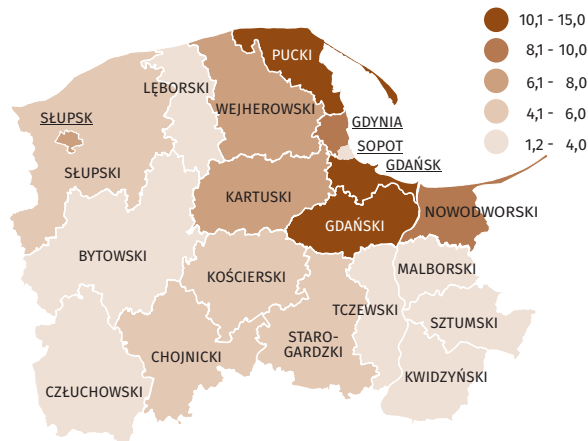 10,1 - 15,0
8,1 - 10,0
6,1 - 8,0
4,1 - 6,0
1,2 - 4,0
PUCKI
LĘBORSKI
WEJHEROWSKI
SŁUPSK
GDYNIA
SOPOT
GDAŃSK
SŁUPSKI
KARTUSKI
NOWODWORSKI
GDAŃSKI
BYTOWSKI
MALBORSKI
KOŚCIERSKI
TCZEWSKI
SZTUMSKI
STARO-
GARDZKI
CHOJNICKI
KWIDZYŃSKI
CZŁUCHOWSKI